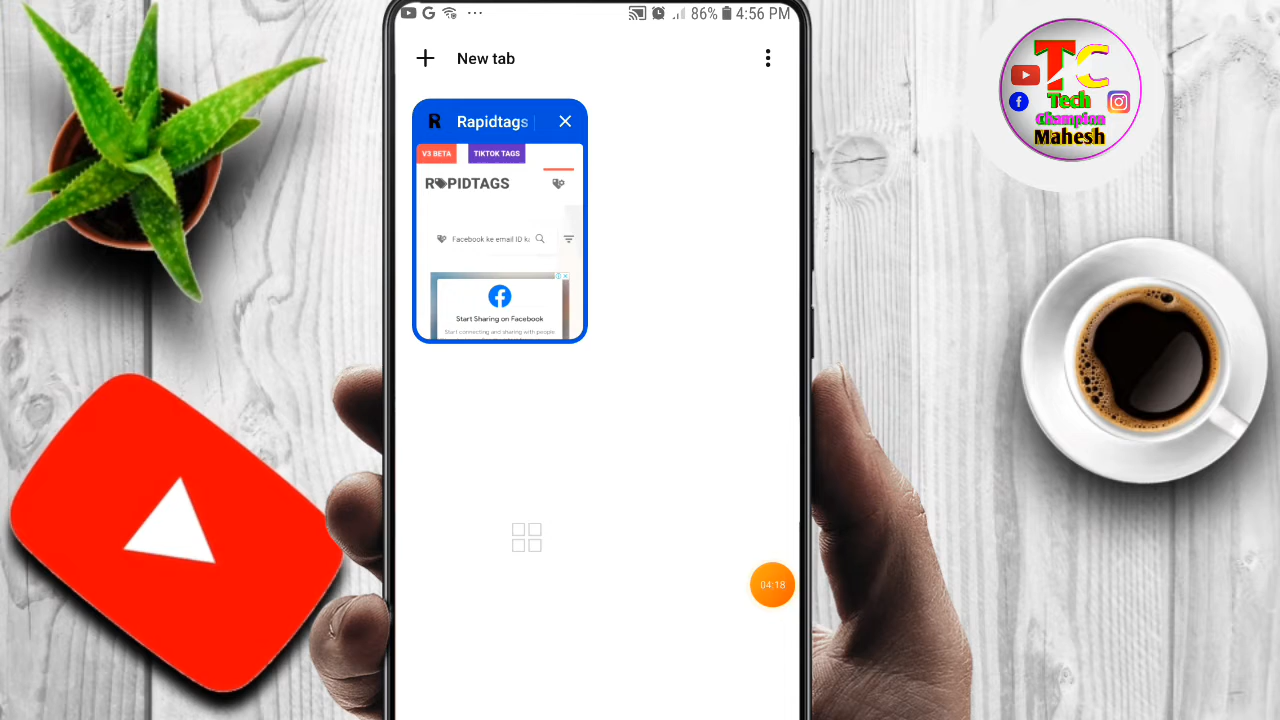 86% 4:56 PM
New tab
Rapidtags
V3 BETA
TIKTOK TAGS
RAPIDTAGS
Facebook ke email ID
Start Sharing on Facebook
Start connecting and sharing with people
04:18
TC
Tech
Champion
Mahesh